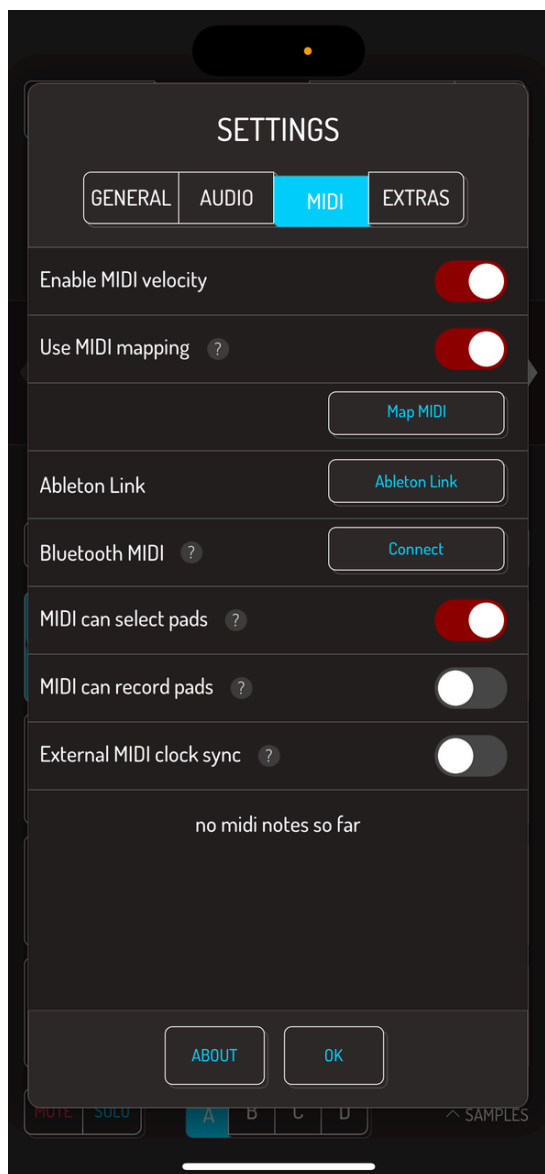 SETTINGS
GENERAL AUDIO MIDI EXTRAS
Enable MIDI velocity
Use MIDI mapping ?
Map MIDI
Ableton Link Ableton Link
Bluetooth MIDI ? Connect
MIDI can select pads ?
MIDI can record pads ?
External MIDI clock sync ?
no midi notes so far
ABOUT OK
MUTE SOLO A B C D SAMPLES